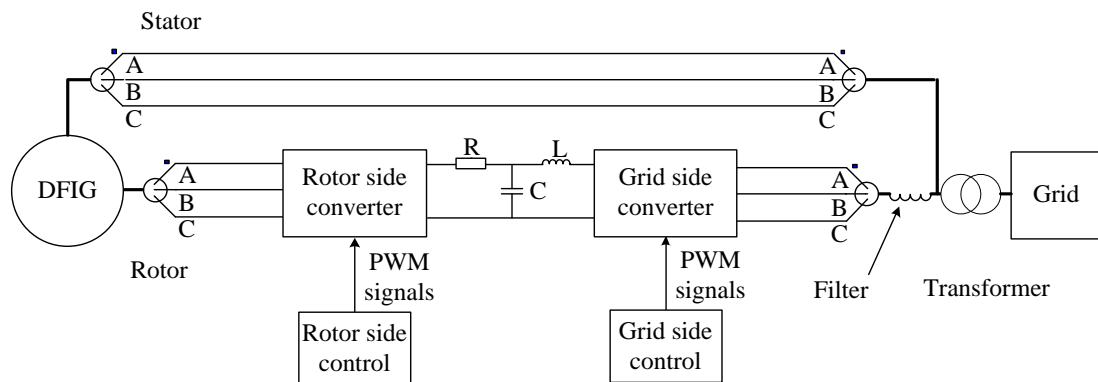 Stator
A
B
C
A
B
C
DFIG
A
B
C
Rotor
Rotor side
converter
R
C
L
Grid side
converter
A
B
C
Grid
PWM
signals
PWM
signals
Filter
Transformer
Rotor side
control
Grid side
control